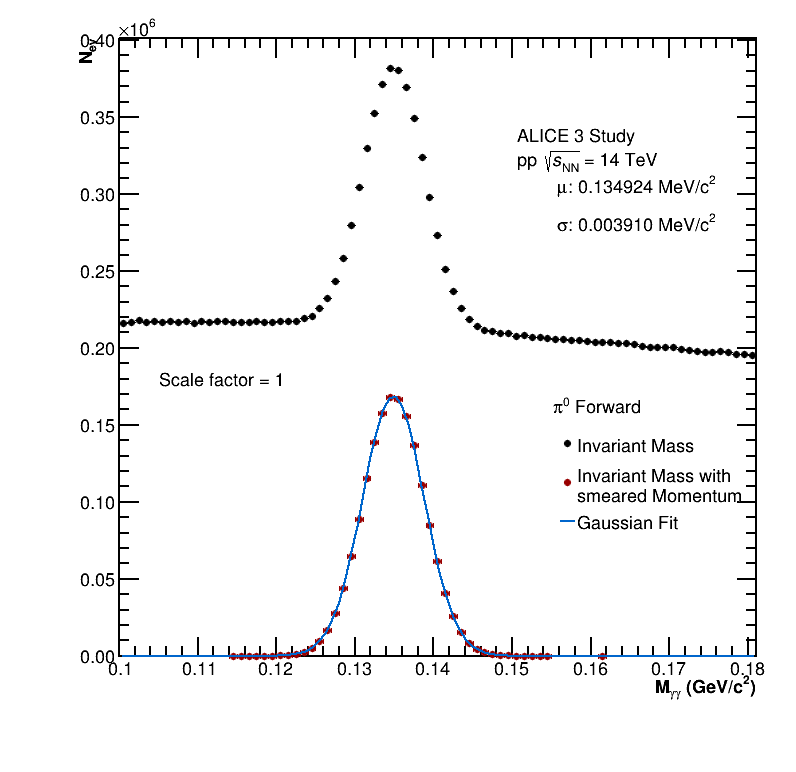 ×10⁶
N_ev
0.40
0.35
0.30
0.25
0.20
0.15
0.10
0.05
0.00
ALICE 3 Study
pp √s_NN = 14 TeV
μ: 0.134924 MeV/c²
σ: 0.003910 MeV/c²
Scale factor = 1
π⁰ Forward
Invariant Mass
Invariant Mass with
smeared Momentum
Gaussian Fit
0.1 0.11 0.12 0.13 0.14 0.15 0.16 0.17 0.18
M_γγ (GeV/c²)